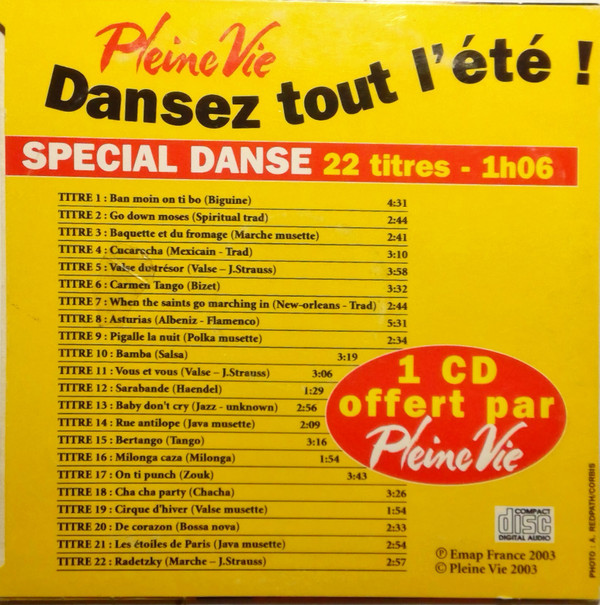 Pleine Vie
Dansez tout l'été !
SPECIAL DANSE 22 titres - 1h06
TITRE 1 : Ban moin on ti bo (Biguine) 4:31
TITRE 2 : Go down moses (Spiritual trad) 2:44
TITRE 3 : Baquette et du fromage (Marche musette) 2:41
TITRE 4 : Cucarocha (Mexicain - Trad) 3:10
TITRE 5 : Valse du trésor (Valse – J.Strauss) 3:58
TITRE 6 : Carmen Tango (Bizet) 3:32
TITRE 7 : When the saints go marching in (New-orleans - Trad) 2:44
TITRE 8 : Asturias (Albeniz - Flamenco) 5:31
TITRE 9 : Pigalle la nuit (Polka musette) 2:34
TITRE 10 : Bamba (Salsa) 3:19
TITRE 11 : Vous et vous (Valse – J.Strauss) 3:06
TITRE 12 : Sarabande (Haendel) 1:29
TITRE 13 : Baby don't cry (Jazz - unknown) 2:56
TITRE 14 : Rue antilope (Java musette) 2:09
TITRE 15 : Bertango (Tango) 3:16
TITRE 16 : Milonga caza (Milonga) 1:54
TITRE 17 : On ti punch (Zouk) 3:43
TITRE 18 : Cha cha party (Chacha) 3:26
TITRE 19 : Cirque d'hiver (Valse musette) 1:54
TITRE 20 : De corazon (Bossa nova) 2:33
TITRE 21 : Les étoiles de Paris (Java musette) 2:54
TITRE 22 : Radetzky (Marche – J.Strauss) 2:57
1 CD
offert par
Pleine Vie
COMPACT
disc
DIGITAL AUDIO
℗ Emap France 2003
© Pleine Vie 2003
PHOTO : A. REDPATH/CORBIS